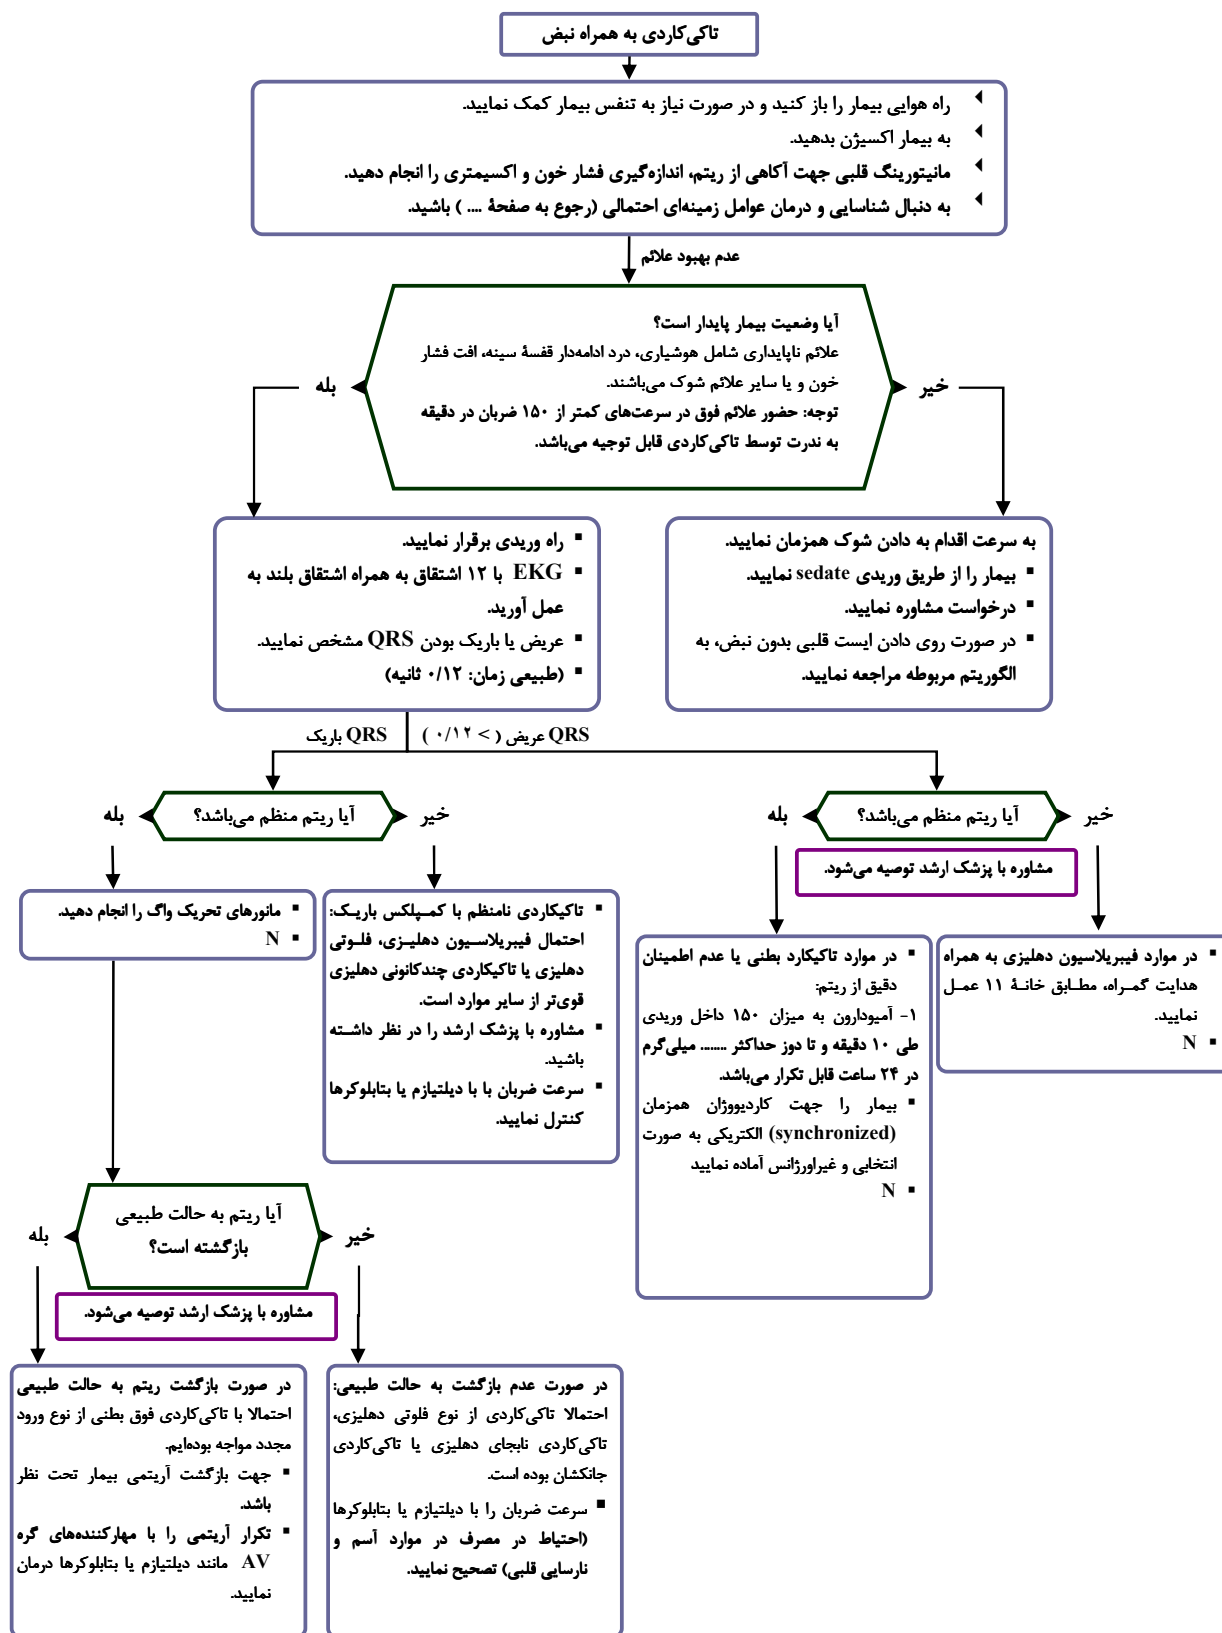 تاکی‌کاردی به همراه نبض
راه هوایی بیمار را باز کنید و در صورت نیاز به تنفس بیمار کمک نمایید.
به بیمار اکسیژن بدهید.
مانیتورینگ قلبی جهت آکاهی از ریتم، اندازه‌گیری فشار خون و اکسیمتری را انجام دهید.
به دنبال شناسایی و درمان عوامل زمینه‌ای احتمالی (رجوع به صفحهٔ .... ) باشید.
عدم بهبود علائم
آیا وضعیت بیمار پایدار است؟
علائم ناپایداری شامل هوشیاری، درد ادامه‌دار قفسهٔ سینه، افت فشار
خون و یا سایر علائم شوک می‌باشند.
توجه: حضور علائم فوق در سرعت‌های کمتر از ۱۵۰ ضربان در دقیقه
به ندرت توسط تاکی‌کاردی قابل توجیه می‌باشد.
خیر
بله
به سرعت اقدام به دادن شوک همزمان نمایید.
▪ بیمار را از طریق وریدی sedate نمایید.
▪ درخواست مشاوره نمایید.
▪ در صورت روی دادن ایست قلبی بدون نبض، به
الگوریتم مربوطه مراجعه نمایید.
▪ راه وریدی برقرار نمایید.
▪ EKG با ۱۲ اشتقاق به همراه اشتقاق بلند به
عمل آورید.
▪ عریض یا باریک بودن QRS مشخص نمایید.
▪ (طبیعی زمان: ۰/۱۲ ثانیه)
QRS عریض ( > ۰/۱۲ )
QRS باریک
آیا ریتم منظم می‌باشد؟
خیر
بله
آیا ریتم منظم می‌باشد؟
خیر
بله
مشاوره با پزشک ارشد توصیه می‌شود.
▪ در موارد فیبریلاسیون دهلیزی به همراه
هدایت گمـراه، مطـابق خانـهٔ ۱۱ عمـل
نمایید.
▪ N
▪ در موارد تاکیکارد بطنی یا عدم اطمینان
دقیق از ریتم:
۱- آمیودارون به میزان ۱۵۰ داخل وریدی
طی ۱۰ دقیقه و تا دوز حداکثر ........ میلی‌گرم
در ۲۴ ساعت قابل تکرار می‌باشد.
▪ بیمار را جهت کاردیووژان همزمان
(synchronized) الکتریکی به صورت
انتخابی و غیراورژانس آماده نمایید
▪ N
▪ تاکیکاردی نامنظم با کمـپلکس باریـک:
احتمال فیبریلاسـیون دهلیـزی، فلـوتی
دهلیزی یا تاکیکاردی چندکانونی دهلیزی
قوی‌تر از سایر موارد است.
▪ مشاوره با پزشک ارشد را در نظر داشـته
باشید.
▪ سرعت ضربان با با دیلتیازم یا بتابلوکرها
کنترل نمایید.
▪ مانورهای تحریک واگ را انجام دهید.
▪ N
آیا ریتم به حالت طبیعی
بازگشته است؟
خیر
بله
مشاوره با پزشک ارشد توصیه می‌شود.
در صورت عدم بازگشت به حالت طبیعی:
احتمالا تاکی‌کاردی از نوع فلوتی دهلیزی،
تاکی‌کاردی نابجای دهلیزی یا تاکی‌کاردی
جانکشان بوده است.
▪ سرعت ضربان را با دیلتیازم یا بتابلوکرها
(احتیاط در مصرف در موارد آسم و
نارسایی قلبی) تصحیح نمایید.
در صورت بازگشت ریتم به حالت طبیعی
احتمالا با تاکی‌کاردی فوق بطنی از نوع ورود
مجدد مواجه بوده‌ایم.
▪ جهت بازگشت آریتمی بیمار تحت نظر
باشد.
▪ تکرار آریتمی را با مهارکننده‌های گره
AV مانند دیلتیازم یا بتابلوکرها درمان
نمایید.